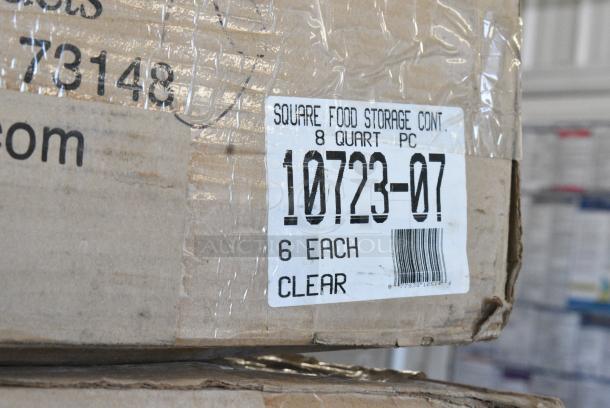 73148
.com
SQUARE FOOD STORAGE CONT.
8 QUART PC
10723-07
6 EACH
CLEAR